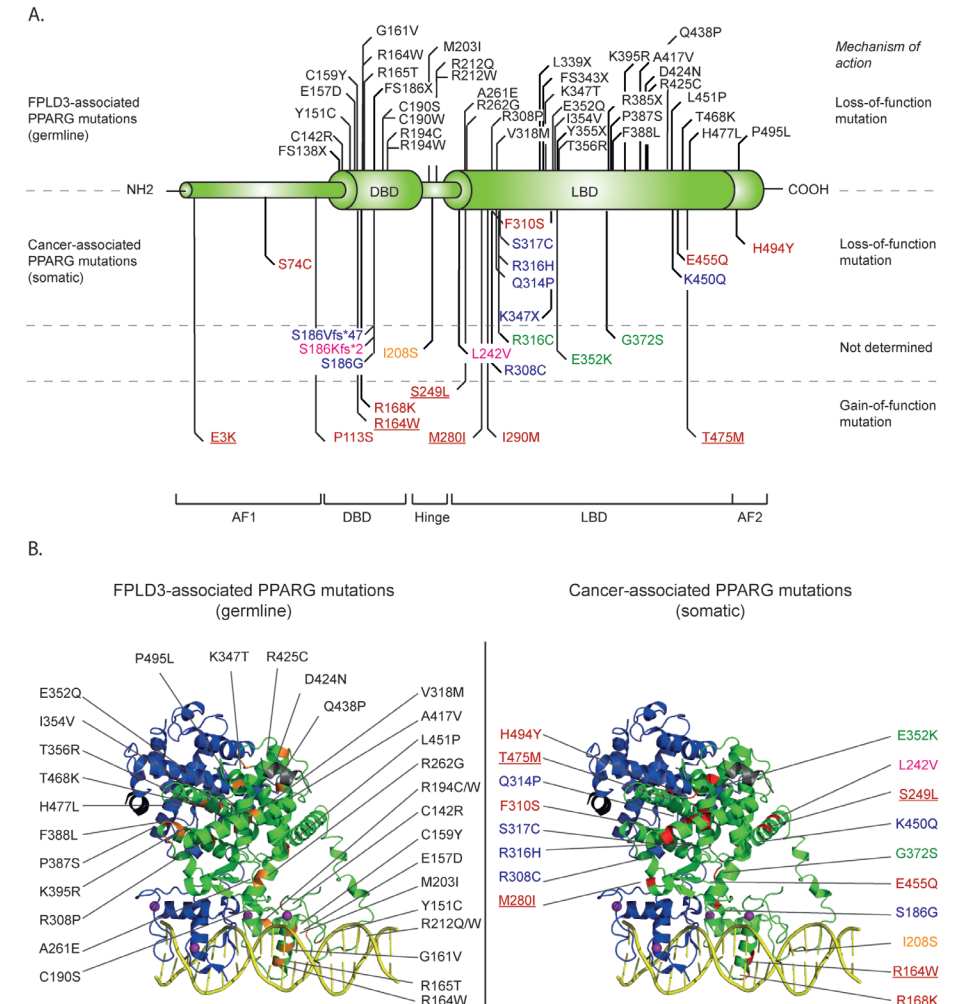 A.
FPLD3-associated
PPARG mutations
(germline)
G161V
R164W
R165T
C159Y
FS186X
E157D
Y151C
C142R
FS138X
C190S
C190W
R194C
R194W
M203I
R212Q
R212W
A261E
R262G
R308P
V318M
L339X
FS343X
K347T
E352Q
I354V
Y355X
T356R
K395R
R385X
P387S
F388L
Q438P
A417V
D424N
R425C
L451P
T468K
H477L
P495L
Mechanism of
action
Loss-of-function
mutation
NH2
DBD
LBD
COOH
Cancer-associated
PPARG mutations
(somatic)
S74C
F310S
S317C
R316H
Q314P
K347X
H494Y
E455Q
K450Q
Loss-of-function
mutation
S186Vfs*47
S186Kfs*2
S186G
I208S
L242V
R316C
R308C
E352K
G372S
Not determined
S249L
R168K
R164W
E3K
P113S
M280I
I290M
T475M
Gain-of-function
mutation
AF1
DBD
Hinge
LBD
AF2
B.
FPLD3-associated PPARG mutations
(germline)
P495L
K347T
R425C
D424N
Q438P
E352Q
I354V
T356R
T468K
H477L
F388L
P387S
K395R
R308P
A261E
C190S
V318M
A417V
L451P
R262G
R194C/W
C142R
C159Y
E157D
M203I
Y151C
R212Q/W
G161V
R165T
R164W
Cancer-associated PPARG mutations
(somatic)
H494Y
T475M
Q314P
F310S
S317C
R316H
R308C
M280I
E352K
L242V
S249L
K450Q
G372S
E455Q
S186G
I208S
R164W
R168K